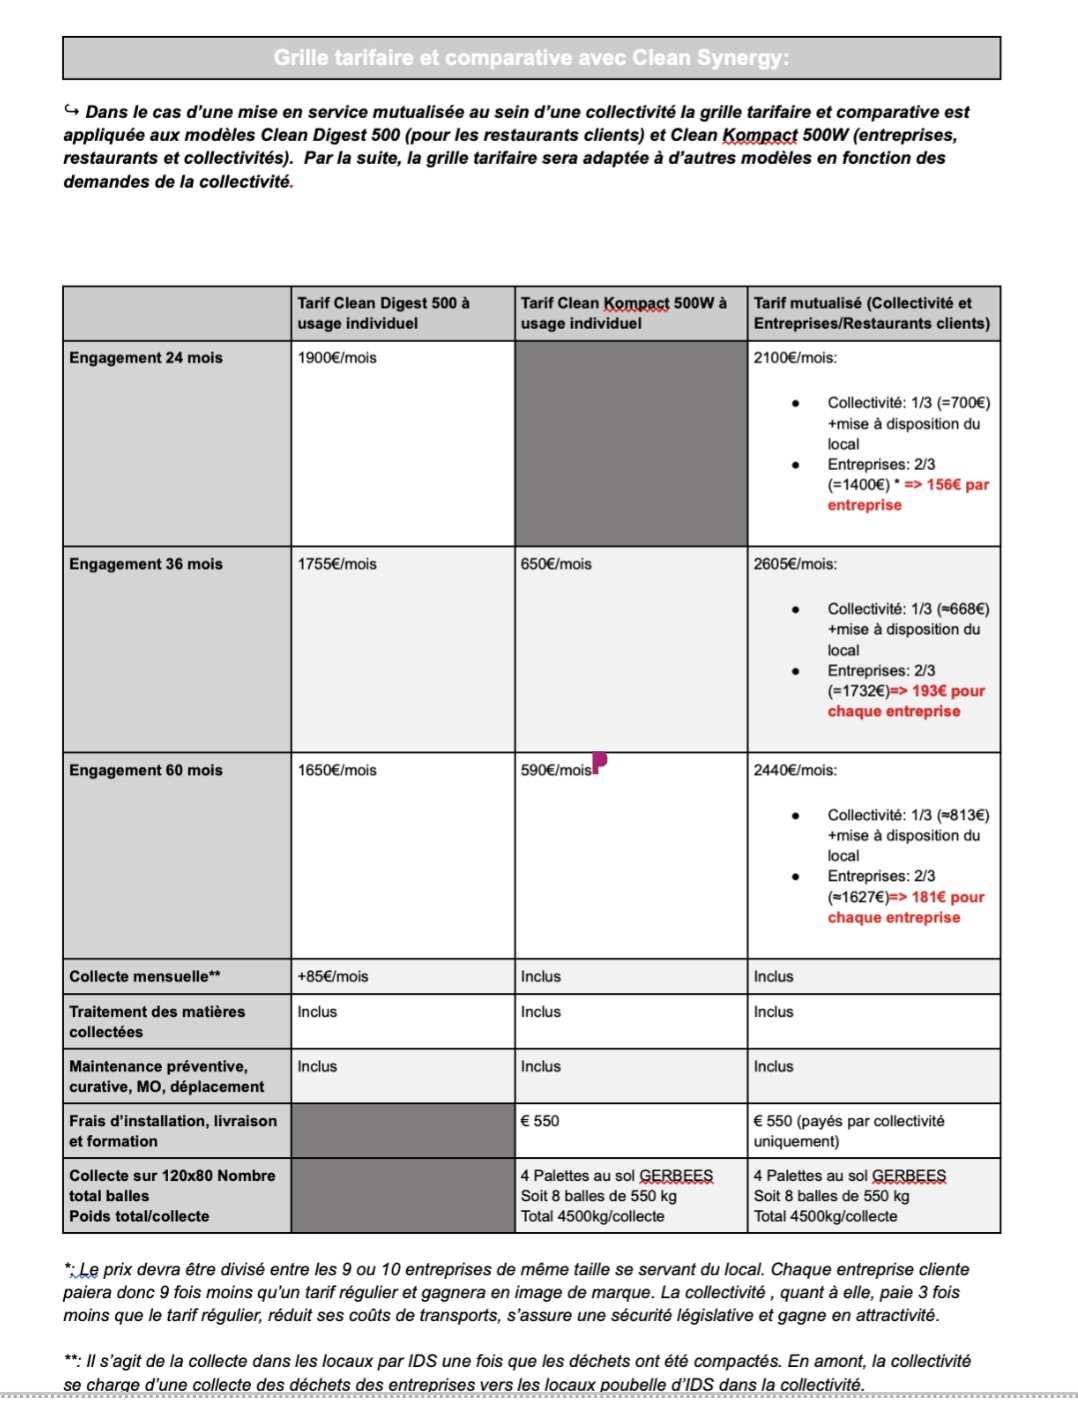 Grille tarifaire et comparative avec Clean Synergy:
↪ Dans le cas d’une mise en service mutualisée au sein d’une collectivité la grille tarifaire et comparative est
appliquée aux modèles Clean Digest 500 (pour les restaurants clients) et Clean Kompact 500W (entreprises,
restaurants et collectivités). Par la suite, la grille tarifaire sera adaptée à d’autres modèles en fonction des
demandes de la collectivité.
Tarif Clean Digest 500 à
usage individuel
Tarif Clean Kompact 500W à
usage individuel
Tarif mutualisé (Collectivité et
Entreprises/Restaurants clients)
Engagement 24 mois
1900€/mois
2100€/mois:
● Collectivité: 1/3 (=700€)
+mise à disposition du
local
● Entreprises: 2/3
(=1400€) * => 156€ par
entreprise
Engagement 36 mois
1755€/mois
650€/mois
2605€/mois:
● Collectivité: 1/3 (≈668€)
+mise à disposition du
local
● Entreprises: 2/3
(=1732€)=> 193€ pour
chaque entreprise
Engagement 60 mois
1650€/mois
590€/mois
2440€/mois:
● Collectivité: 1/3 (≈813€)
+mise à disposition du
local
● Entreprises: 2/3
(≈1627€)=> 181€ pour
chaque entreprise
Collecte mensuelle**
+85€/mois
Inclus
Inclus
Traitement des matières
collectées
Inclus
Inclus
Inclus
Maintenance préventive,
curative, MO, déplacement
Inclus
Inclus
Inclus
Frais d’installation, livraison
et formation
€ 550
€ 550 (payés par collectivité
uniquement)
Collecte sur 120x80 Nombre
total balles
Poids total/collecte
4 Palettes au sol GERBEES
Soit 8 balles de 550 kg
Total 4500kg/collecte
4 Palettes au sol GERBEES
Soit 8 balles de 550 kg
Total 4500kg/collecte
*: Le prix devra être divisé entre les 9 ou 10 entreprises de même taille se servant du local. Chaque entreprise cliente
paiera donc 9 fois moins qu’un tarif régulier et gagnera en image de marque. La collectivité , quant à elle, paie 3 fois
moins que le tarif régulier, réduit ses coûts de transports, s’assure une sécurité législative et gagne en attractivité.
**: Il s’agit de la collecte dans les locaux par IDS une fois que les déchets ont été compactés. En amont, la collectivité
se charge d’une collecte des déchets des entreprises vers les locaux poubelle d’IDS dans la collectivité.